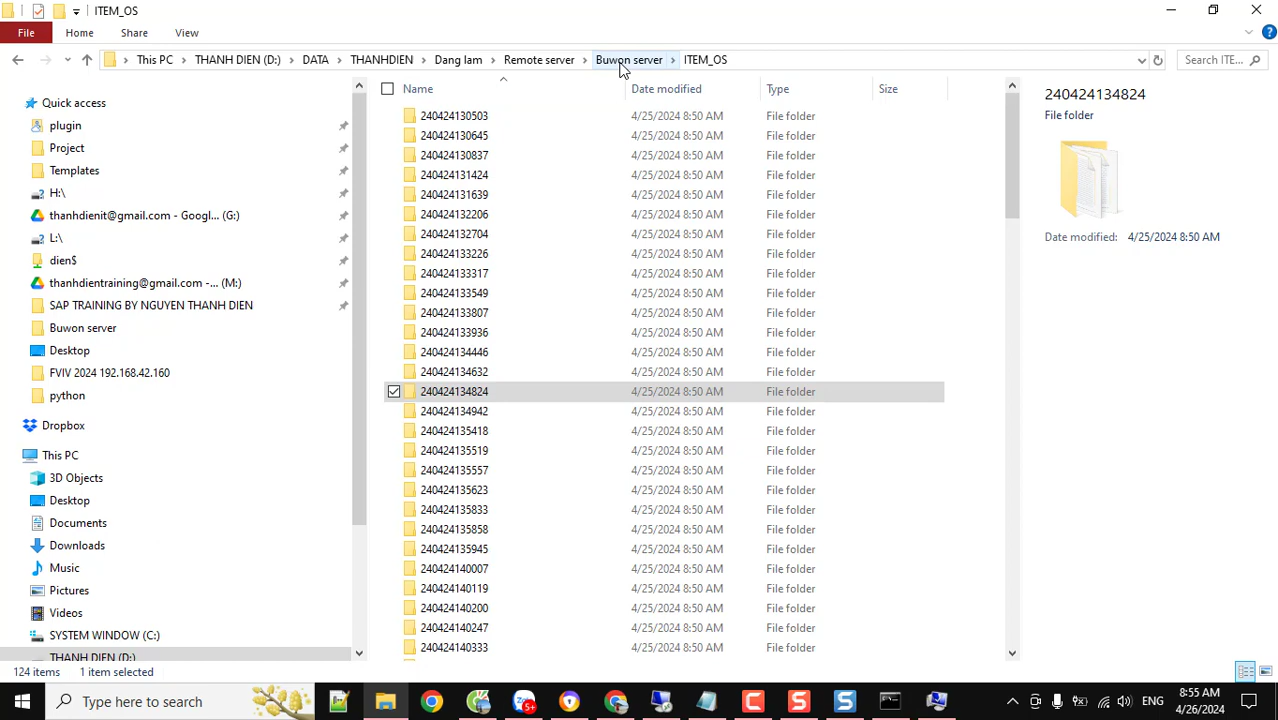 ITEM_OS
File
Home
Share
View
This PC
THANH DIEN (D:)
DATA
THANHDIEN
Dang lam
Remote server
Buwon server
ITEM_OS
Search ITE...
Name
Date modified
Type
Size
Quick access
plugin
Project
Templates
H:\
thanhdienit@gmail.com - Googl... (G:)
L:\
dien$
thanhdientraining@gmail.com -... (M:)
SAP TRAINING BY NGUYEN THANH DIEN
Buwon server
Desktop
FVIV 2024 192.168.42.160
python
Dropbox
This PC
3D Objects
Desktop
Documents
Downloads
Music
Pictures
Videos
SYSTEM WINDOW (C:)
THANH DIEN (D:)
240424130503 4/25/2024 8:50 AM File folder
240424130645 4/25/2024 8:50 AM File folder
240424130837 4/25/2024 8:50 AM File folder
240424131424 4/25/2024 8:50 AM File folder
240424131639 4/25/2024 8:50 AM File folder
240424132206 4/25/2024 8:50 AM File folder
240424132704 4/25/2024 8:50 AM File folder
240424133226 4/25/2024 8:50 AM File folder
240424133317 4/25/2024 8:50 AM File folder
240424133549 4/25/2024 8:50 AM File folder
240424133807 4/25/2024 8:50 AM File folder
240424133936 4/25/2024 8:50 AM File folder
240424134446 4/25/2024 8:50 AM File folder
240424134632 4/25/2024 8:50 AM File folder
240424134824 4/25/2024 8:50 AM File folder
240424134942 4/25/2024 8:50 AM File folder
240424135418 4/25/2024 8:50 AM File folder
240424135519 4/25/2024 8:50 AM File folder
240424135557 4/25/2024 8:50 AM File folder
240424135623 4/25/2024 8:50 AM File folder
240424135833 4/25/2024 8:50 AM File folder
240424135858 4/25/2024 8:50 AM File folder
240424135945 4/25/2024 8:50 AM File folder
240424140007 4/25/2024 8:50 AM File folder
240424140119 4/25/2024 8:50 AM File folder
240424140200 4/25/2024 8:50 AM File folder
240424140247 4/25/2024 8:50 AM File folder
240424140333 4/25/2024 8:50 AM File folder
240424134824
File folder
Date modified: 4/25/2024 8:50 AM
124 items 1 item selected
Type here to search
5+
ENG
8:55 AM
4/26/2024